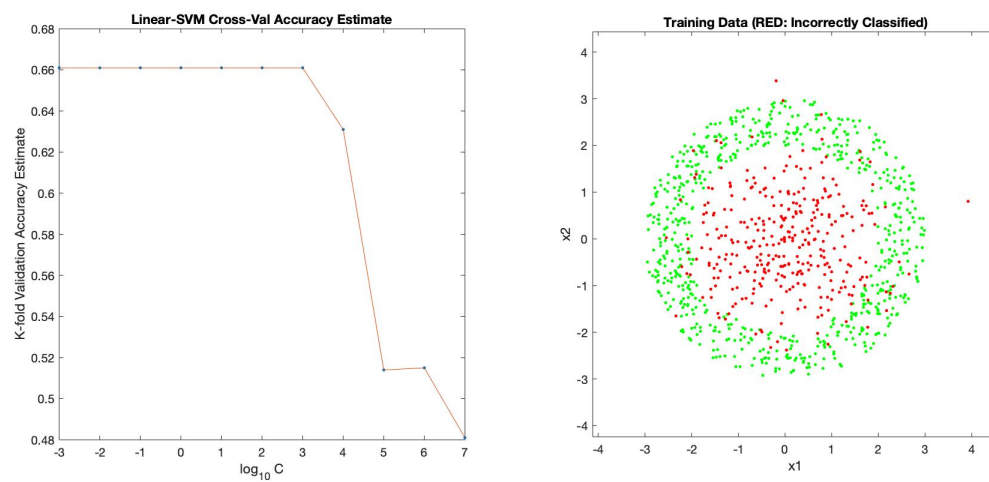 Linear-SVM Cross-Val Accuracy Estimate
0.68
0.66
0.64
0.62
0.6
0.58
0.56
0.54
0.52
0.5
0.48
K-fold Validation Accuracy Estimate
-3 -2 -1 0 1 2 3 4 5 6 7
log10 C
Training Data (RED: Incorrectly Classified)
4
3
2
1
0
-1
-2
-3
-4
x2
-4 -3 -2 -1 0 1 2 3 4
x1